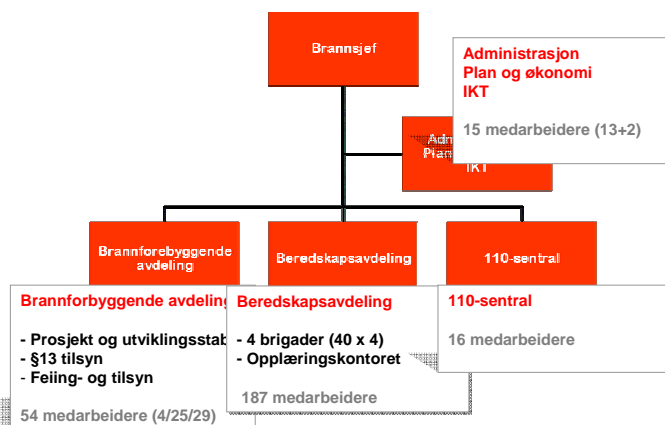 Brannsjef
Administrasjon
Plan og økonomi
IKT
15 medarbeidere (13+2)
IKT
Brannforebyggende
avdeling
Beredskapsavdeling
110-sentral
Brannforbyggende avdeling
- Prosjekt og utviklingsstab
- §13 tilsyn
- Feiing- og tilsyn
54 medarbeidere (4/25/29)
Beredskapsavdeling
- 4 brigader (40 x 4)
- Opplæringskontoret
187 medarbeidere
110-sentral
16 medarbeidere